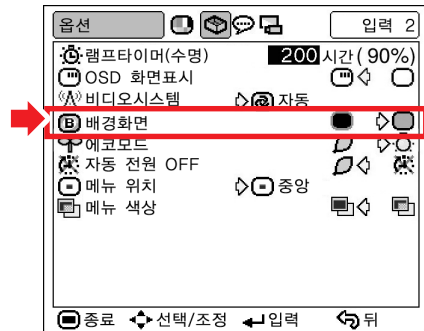 옵션 입력 2
램프타이머(수명) 200 시간 ( 90%)
OSD 화면표시
비디오시스템 자동
B 배경화면
에코모드
자동 전원 OFF
메뉴 위치 중앙
메뉴 색상
종료 선택/조정 입력 뒤